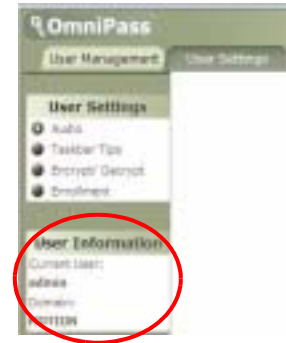 OmniPass
User Management User Settings
User Settings
Audio
Taskbar Tips
Encrypt/ Decrypt
Enrollment
User Information
Current User:
admin
Domain:
MOTION